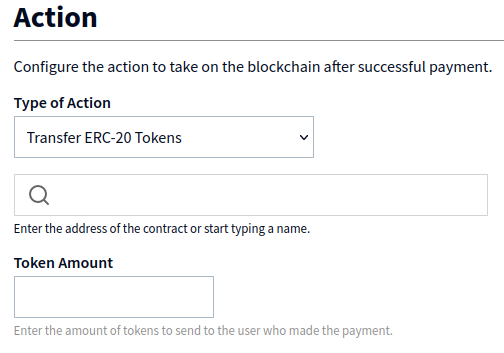 Action
Configure the action to take on the blockchain after successful payment.
Type of Action
Transfer ERC-20 Tokens
Enter the address of the contract or start typing a name.
Token Amount
Enter the amount of tokens to send to the user who made the payment.